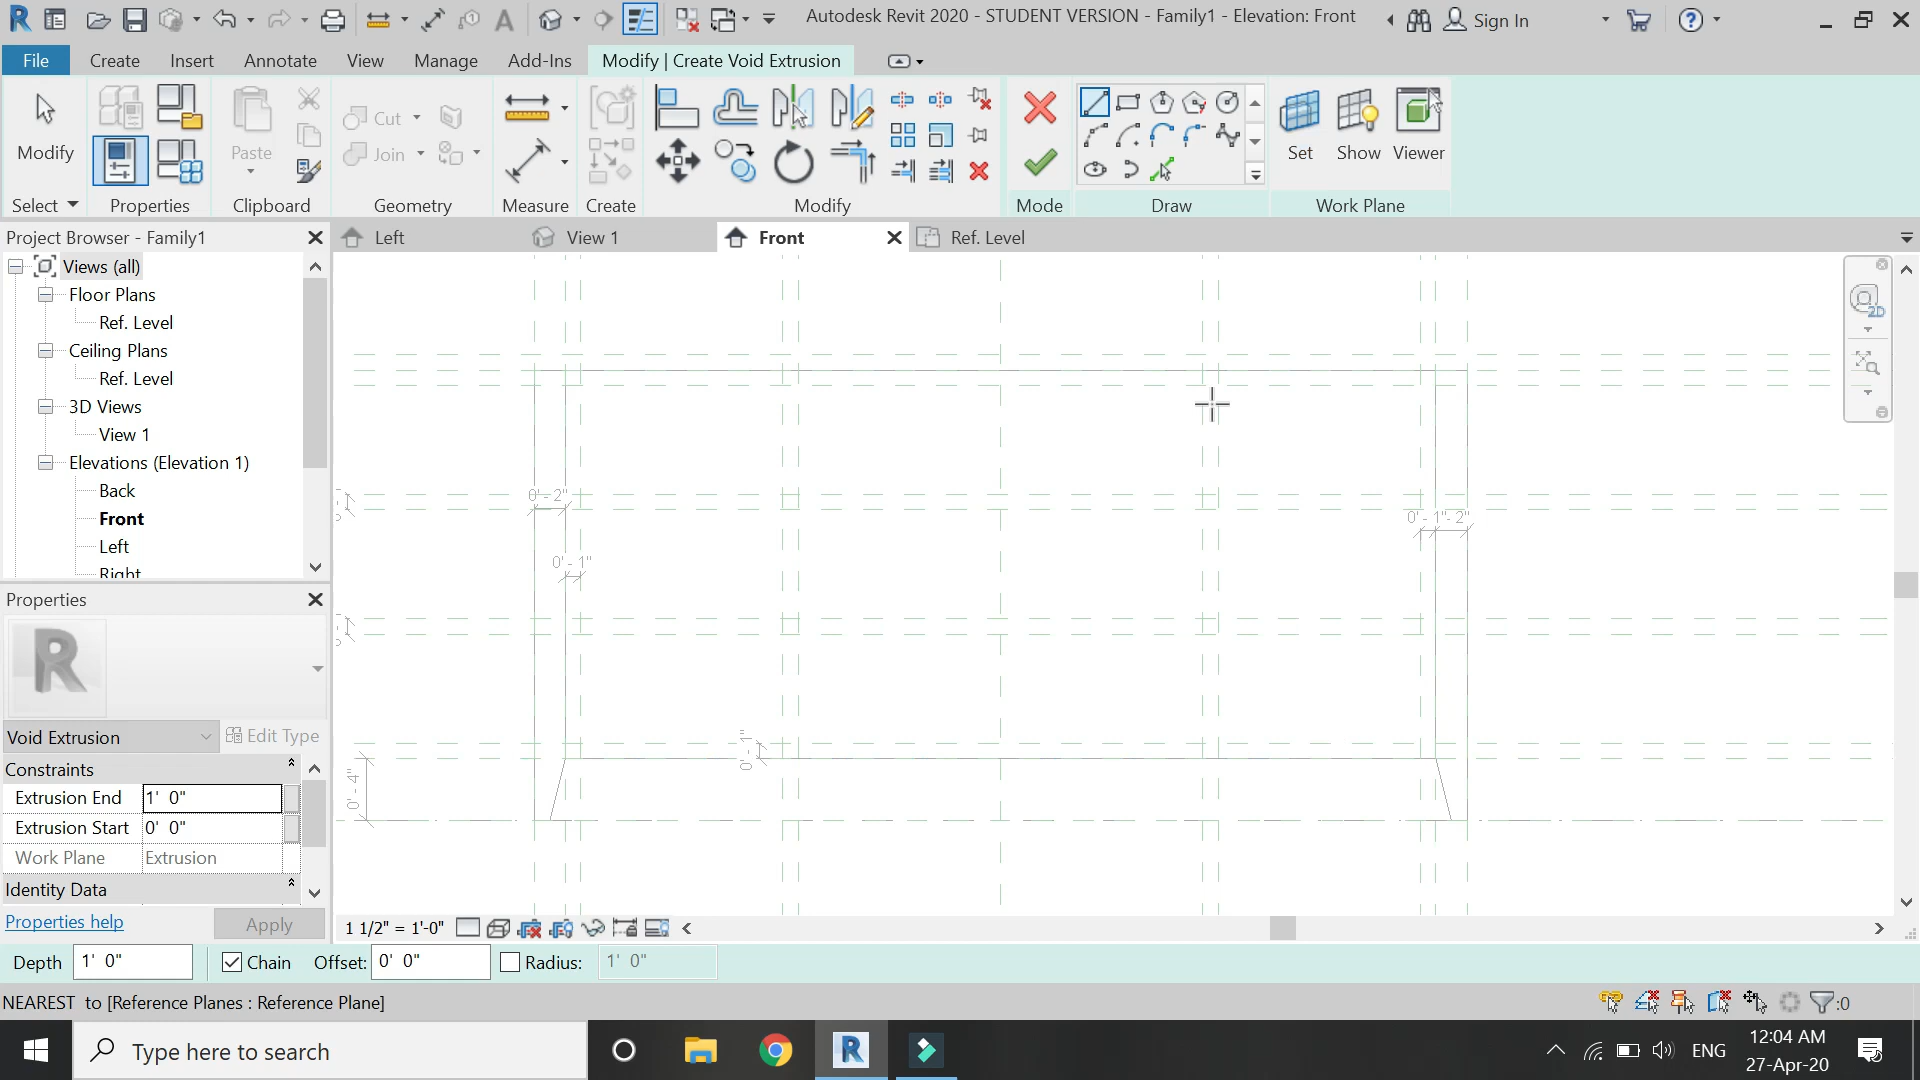 Autodesk Revit 2020 - STUDENT VERSION - Family1 - Elevation: Front
Sign In
File
Create
Insert
Annotate
View
Manage
Add-Ins
Modify | Create Void Extrusion
Modify
Paste
Cut
Join
Set
Show
Viewer
Select
Properties
Clipboard
Geometry
Measure
Create
Modify
Mode
Draw
Work Plane
Project Browser - Family1
Left
View 1
Front
Ref. Level
Views (all)
Floor Plans
Ref. Level
Ceiling Plans
Ref. Level
3D Views
View 1
Elevations (Elevation 1)
Back
Front
Left
Right
2D
0' - 2"
0' - 1"
0' - 1"
- 2"
0' - 1"
0' - 4"
Properties
Void Extrusion
Edit Type
Constraints
Extrusion End 1' 0"
Extrusion Start 0' 0"
Work Plane Extrusion
Identity Data
Properties help
Apply
1 1/2" = 1'-0"
Depth 1' 0"
Chain
Offset: 0' 0"
Radius: 1' 0"
NEAREST to [Reference Planes : Reference Plane]
:0
Type here to search
ENG
12:04 AM
27-Apr-20